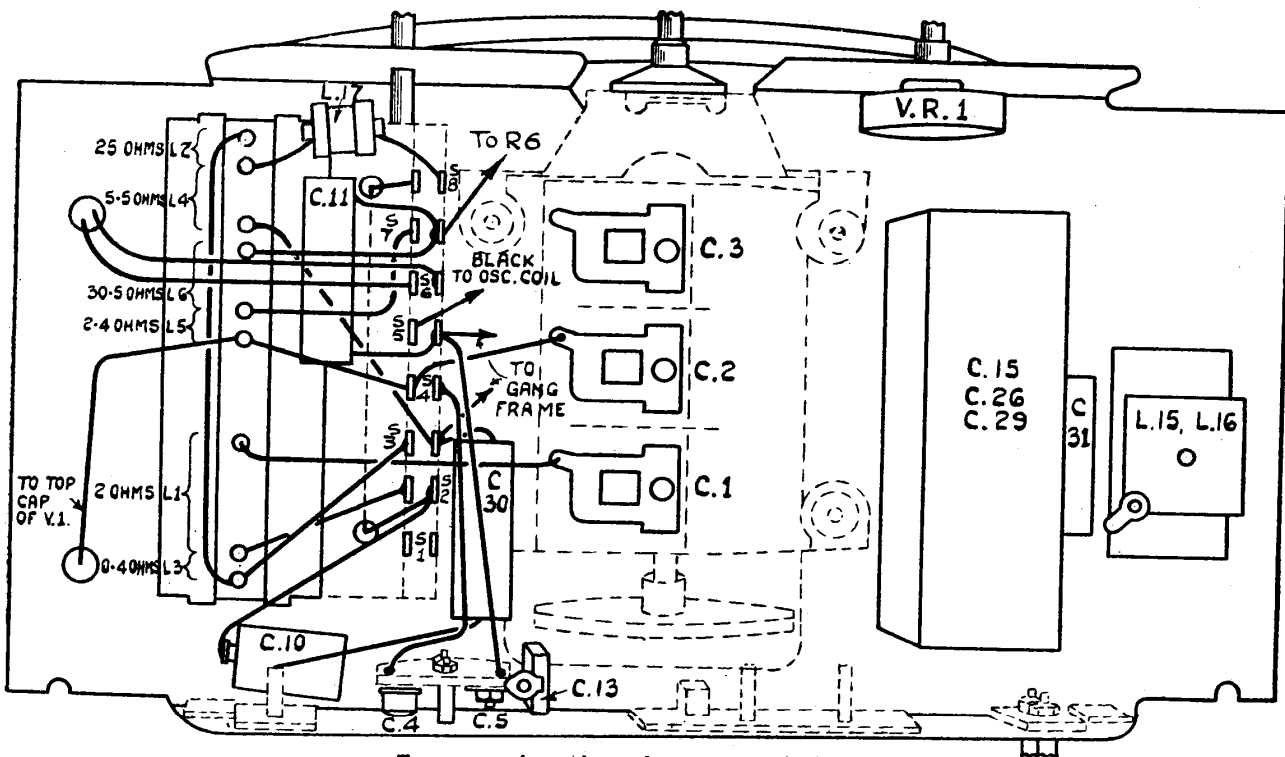 L.17
V.R.1
25 OHMS L2
TO R6
S8
5.5 OHMS L4
C.11
S7
C.3
BLACK
TO OSC. COIL
S6
30.5 OHMS L6
2.4 OHMS L5
S5
TO
GANG
FRAME
C.2
S4
C.15
C.26
C.29
C
31
L.15, L.16
S3
TO TOP
CAP
OF V.1.
2 OHMS L1
S2
C
30
C.1
S1
0.4 OHMS L3
C.10
C.13
C.4
C.5